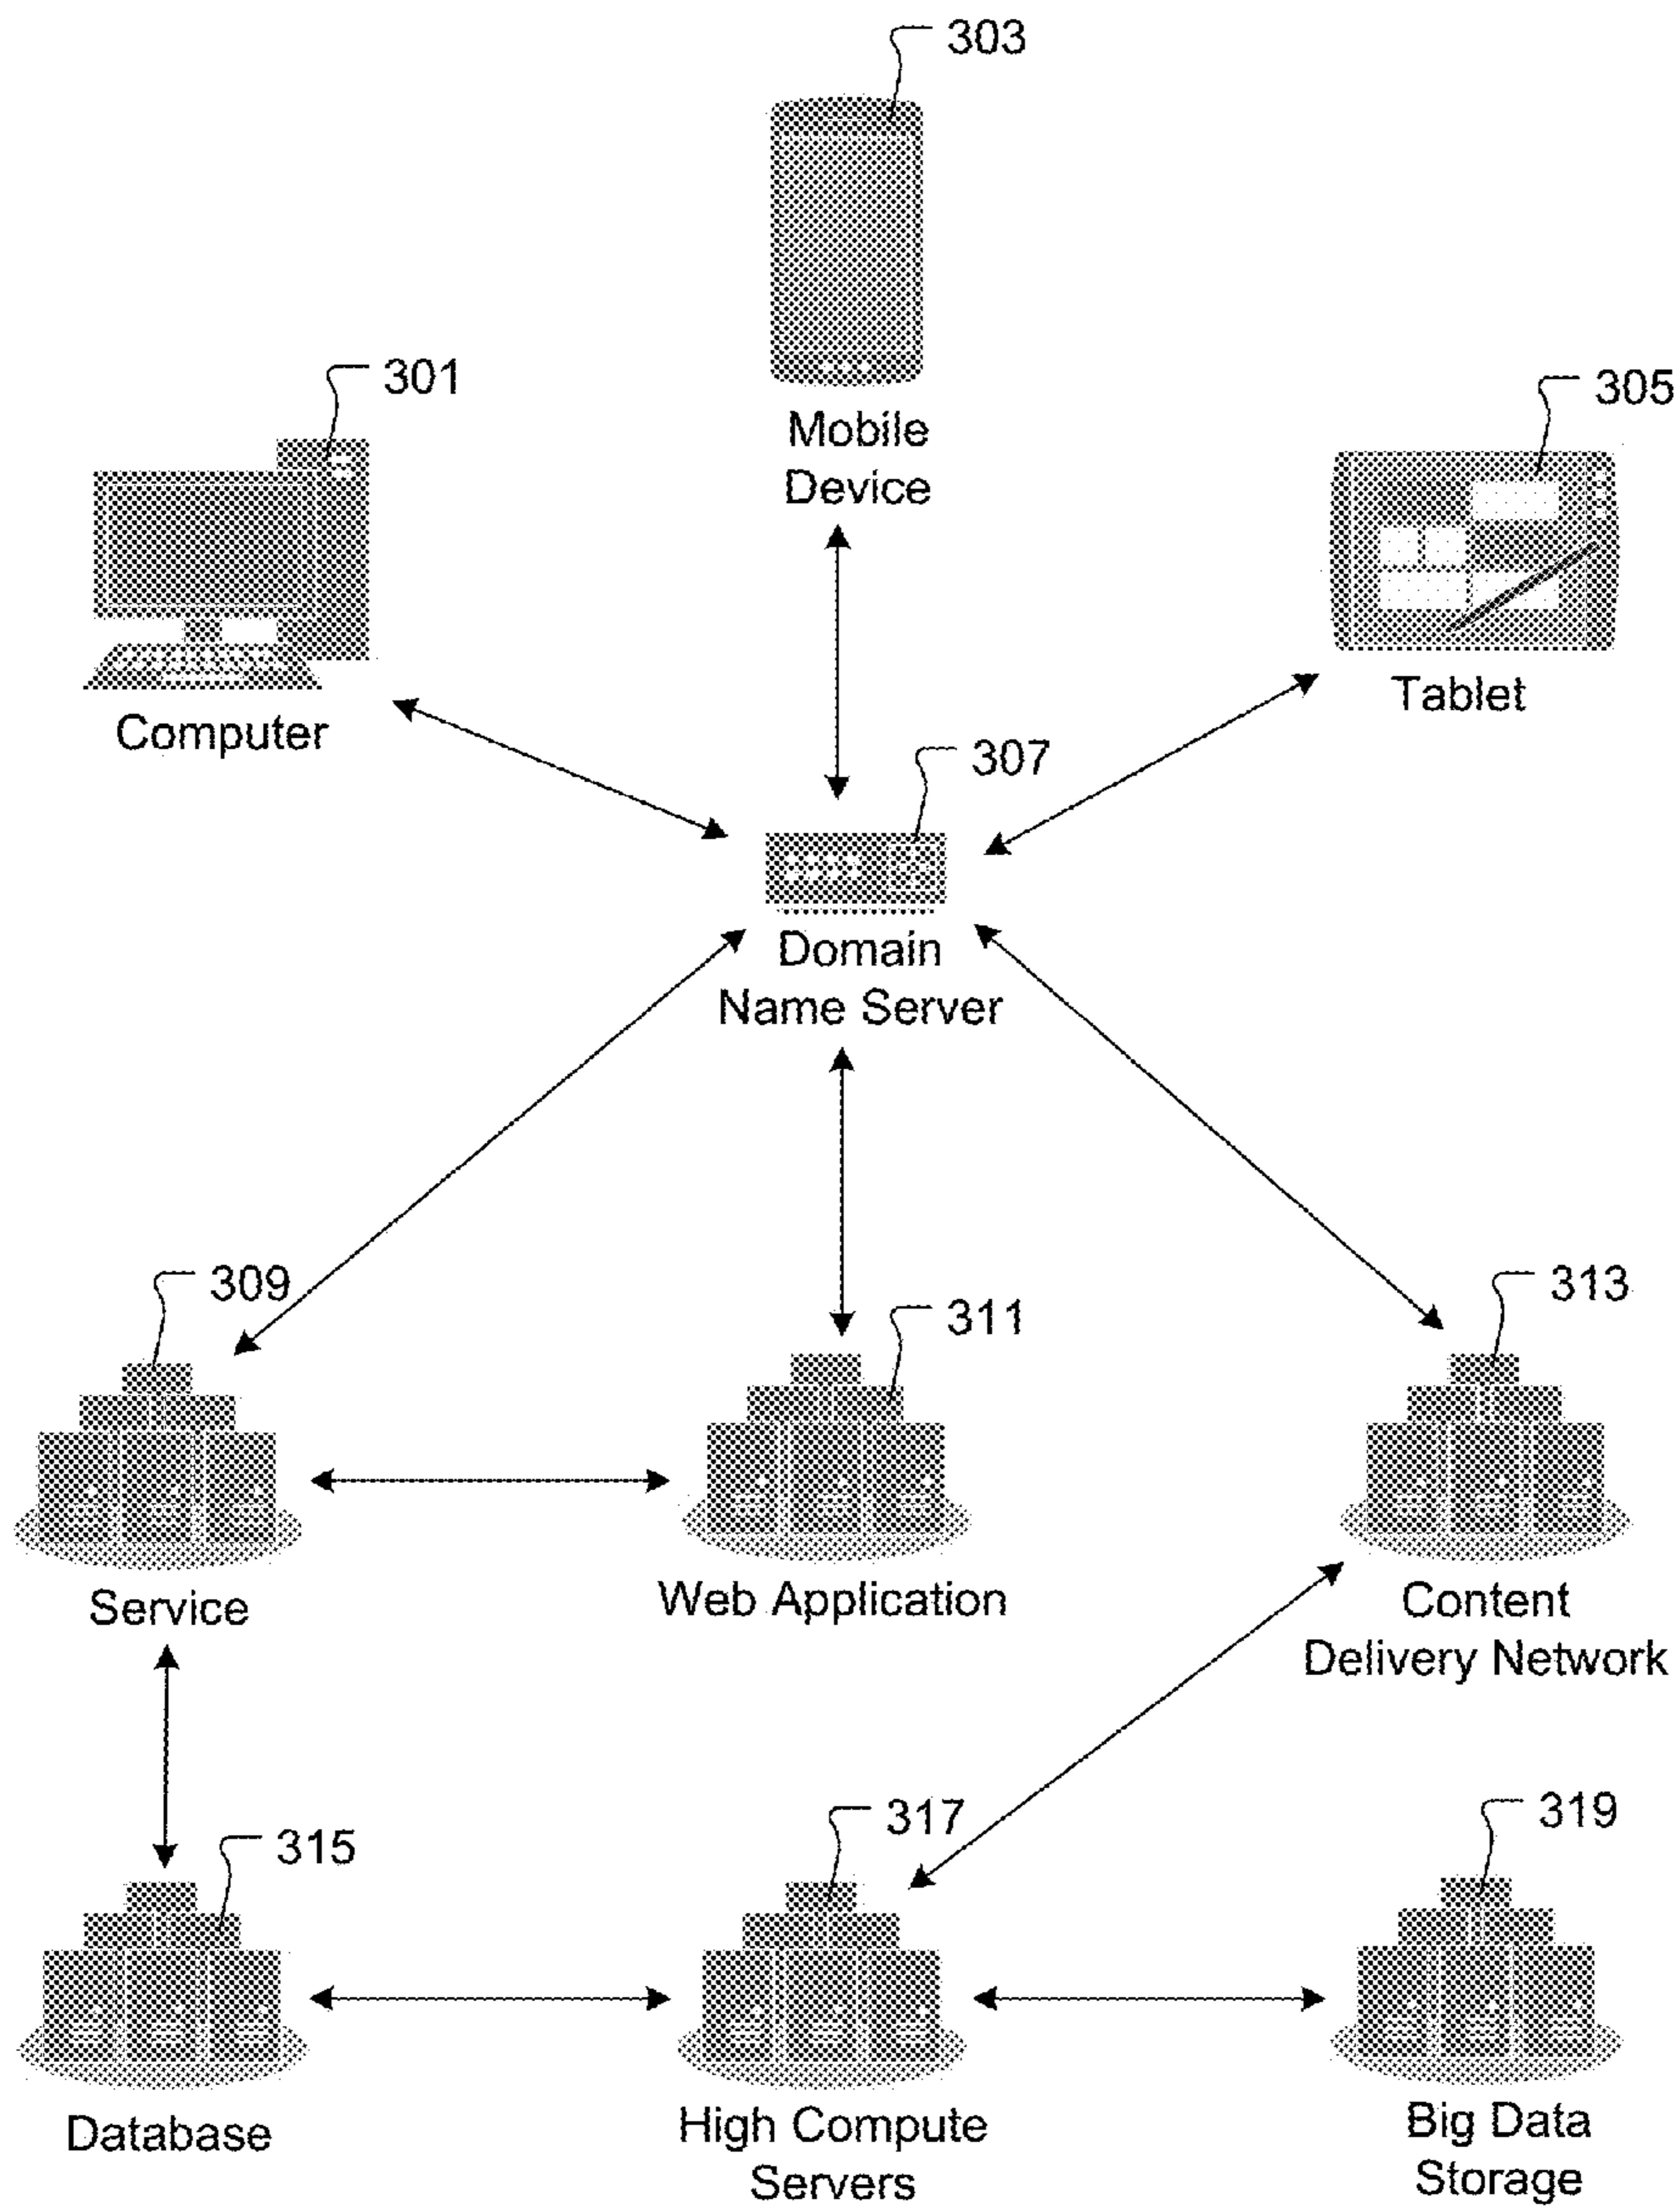 303
301
305
Mobile
Device
Tablet
Computer
307
Domain
Name Server
309
311
313
Service
Web Application
Content
Delivery Network
315
317
319
Database
High Compute
Servers
Big Data
Storage